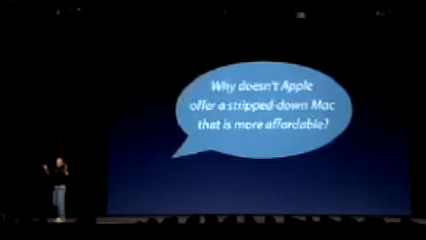 Why doesn't Apple
offer a stripped-down Mac
that is more affordable?